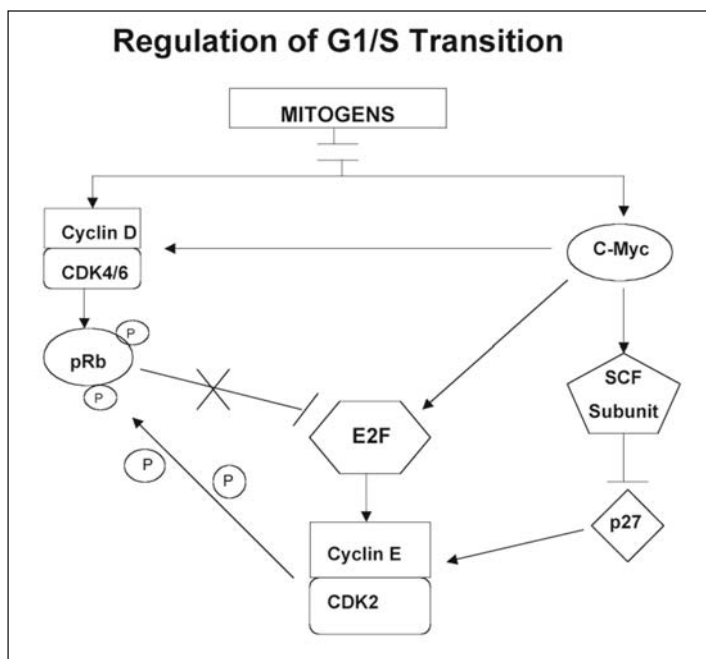 Regulation of G1/S Transition
MITOGENS
Cyclin D
CDK4/6
C-Myc
P
pRb
P
SCF
Subunit
E2F
P
P
p27
Cyclin E
CDK2